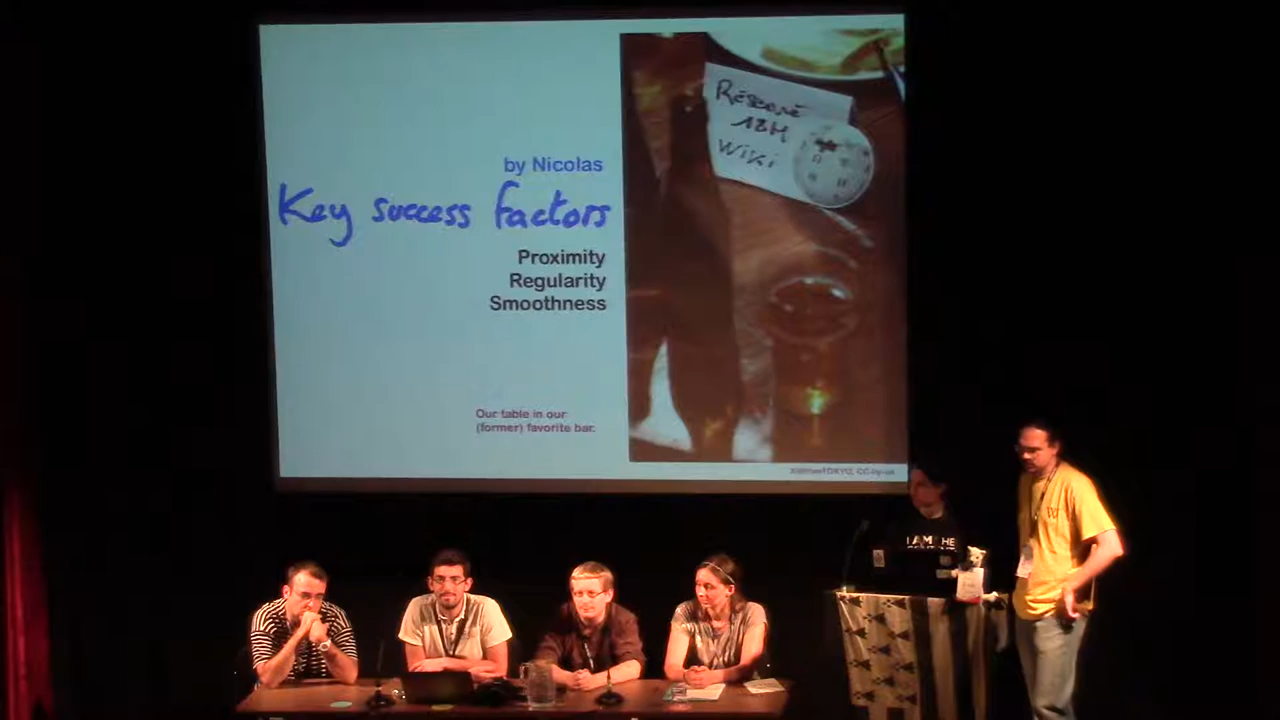 by Nicolas
Key success factors
Proximity
Regularity
Smoothness
Our table in our
(former) favorite bar.
Réservé
18H
Wiki
I AM THE